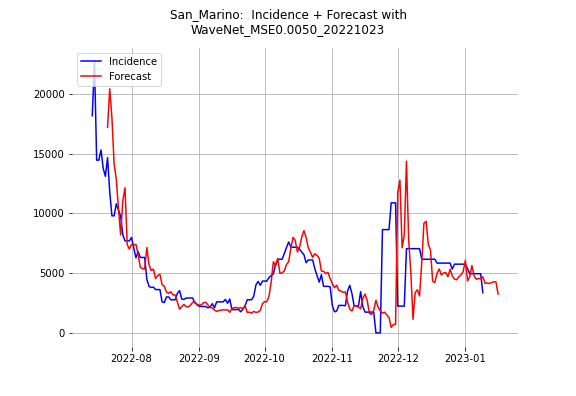 San_Marino:  Incidence + Forecast with
WaveNet_MSE0.0050_20221023
Incidence
Forecast
20000
15000
10000
5000
0
2022-08
2022-09
2022-10
2022-11
2022-12
2023-01